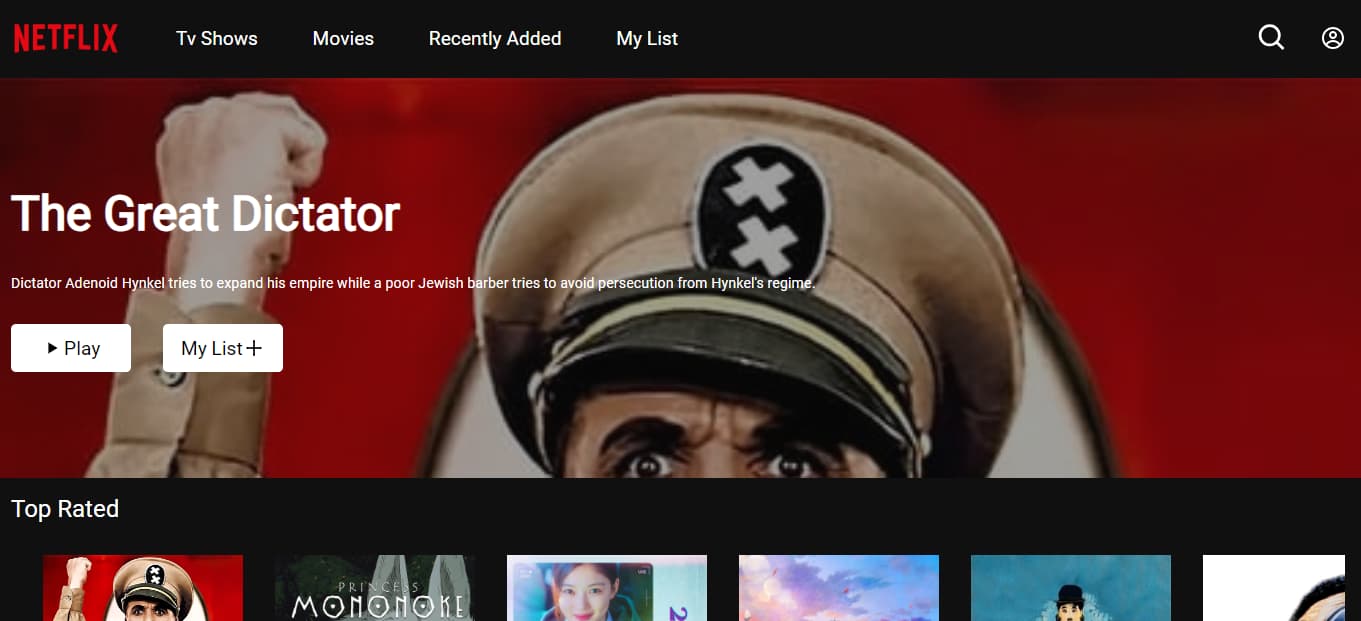 NETFLIX
Tv Shows
Movies
Recently Added
My List
The Great Dictator
Dictator Adenoid Hynkel tries to expand his empire while a poor Jewish barber tries to avoid persecution from Hynkel's regime.
Play
My List
Top Rated
PRINCESS
MONONOKE
2